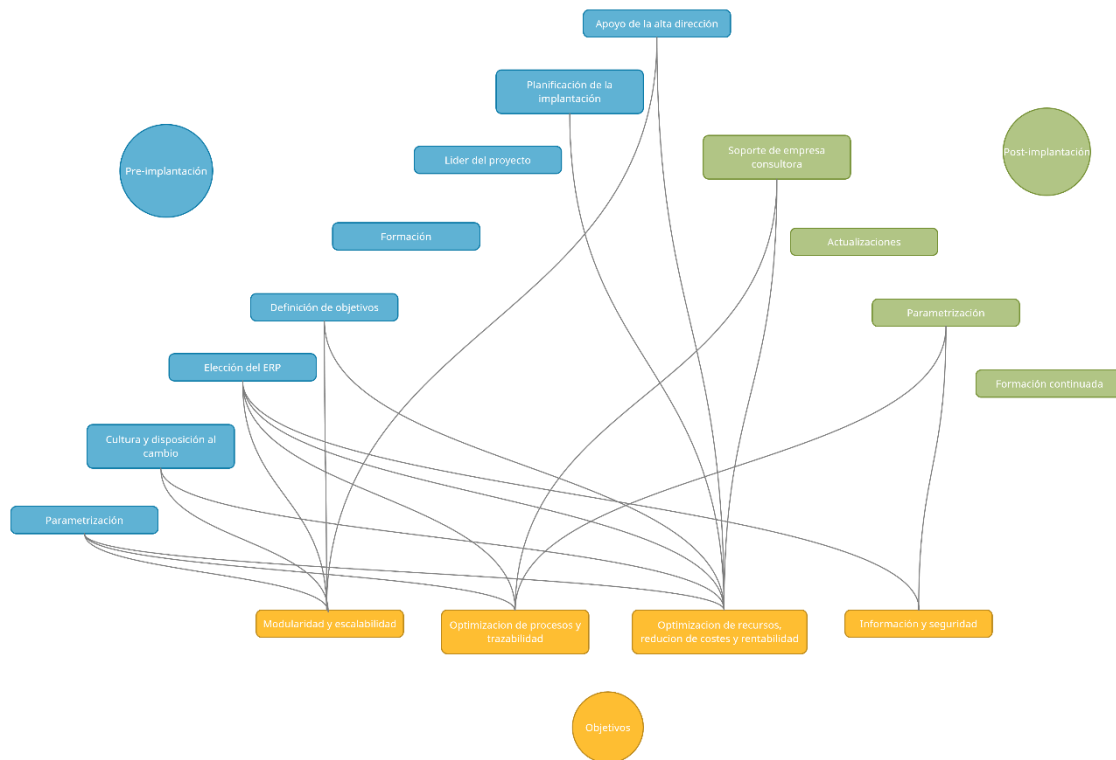 Apoyo de la alta dirección
Planificación de la
implantación
Pre-implantación
Lider del proyecto
Soporte de empresa
consultora
Post-implantación
Formación
Actualizaciones
Definición de objetivos
Parametrización
Elección del ERP
Formación continuada
Cultura y disposición al
cambio
Parametrización
Modularidad y escalabilidad
Optimizacion de procesos y
trazabilidad
Optimizacion de recursos,
reducion de costes y rentabilidad
Información y seguridad
Objetivos